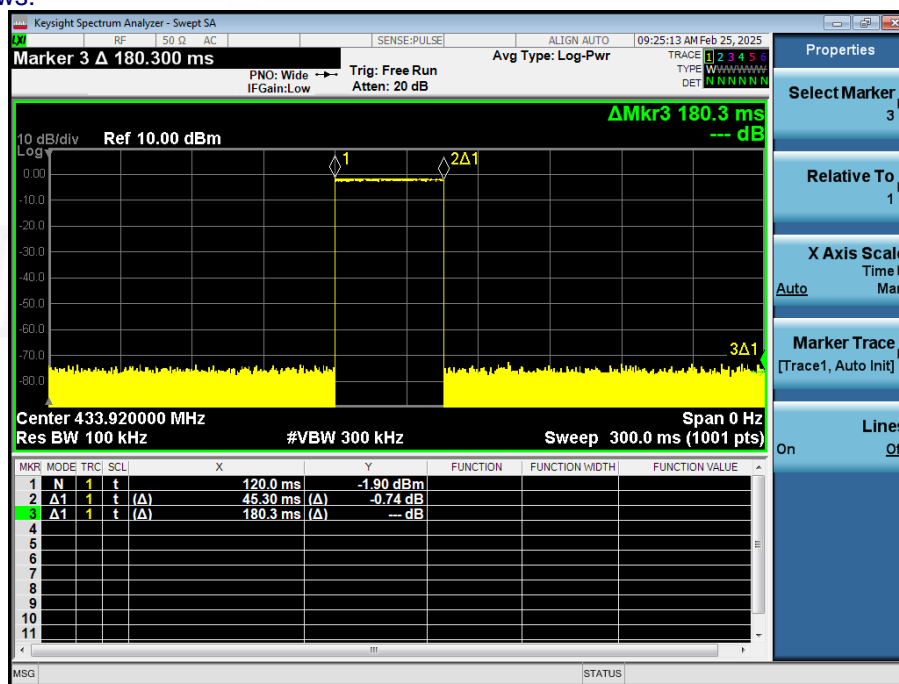 ws.
Keysight Spectrum Analyzer - Swept SA
LXI RF 50 Ω AC SENSE:PULSE ALIGN AUTO 09:25:13 AM Feb 25, 2025
Marker 3 Δ 180.300 ms
PNO: Wide Trig: Free Run Avg Type: Log-Pwr TRACE 1 2 3 4 5 6
TYPE WWWWWW
IFGain:Low Atten: 20 dB DET N N N N N N
ΔMkr3 180.3 ms
--- dB
10 dB/div Ref 10.00 dBm
Log
1
2Δ1
0.00
-10.0
-20.0
-30.0
-40.0
-50.0
-60.0
-70.0
3Δ1
-80.0
Center 433.920000 MHz Span 0 Hz
Res BW 100 kHz #VBW 300 kHz Sweep 300.0 ms (1001 pts)
MKR MODE TRC SCL X Y FUNCTION FUNCTION WIDTH FUNCTION VALUE
1 N 1 t 120.0 ms -1.90 dBm
2 Δ1 1 t (Δ) 45.30 ms (Δ) -0.74 dB
3 Δ1 1 t (Δ) 180.3 ms (Δ) --- dB
4
5
6
7
8
9
10
11
MSG STATUS
Properties
Select Marker
3
Relative To
1
X Axis Scale
Time
Auto Man
Marker Trace
[Trace1, Auto Init]
Lines
On Of